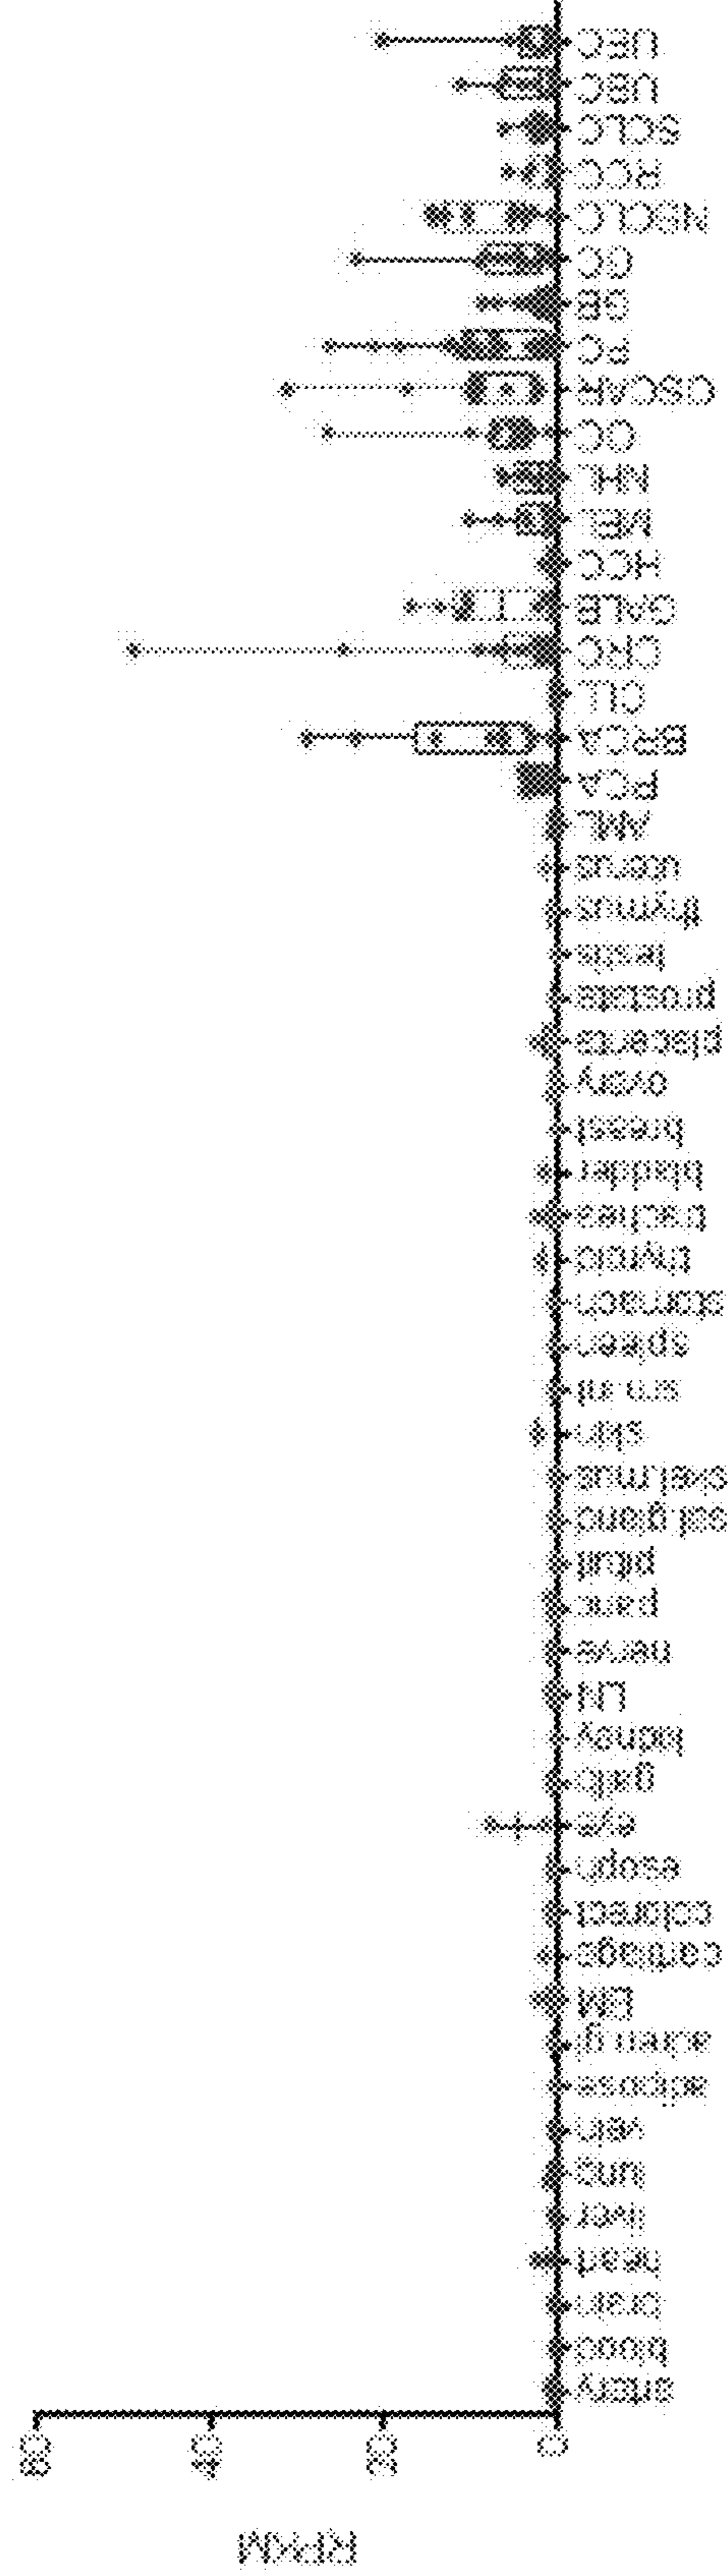 RPKM
60
40
20
0
artery
blood
brain
heart
liver
lung
vein
adipose
adren gl
BM
cartilage
colorect
esoph
eye
gallb
kidney
LN
nerve
panc
pituit
sal gland
skel mus
skin
sm int
spleen
stomach
thyroid
trachea
bladder
breast
ovary
placenta
prostate
testis
thymus
uterus
AML
PCA
BRCA
CLL
CRC
GALB
HCC
MEL
NHL
OC
OSCAR
PC
GB
GC
NSCLC
RCC
SCLC
UBC
UEC